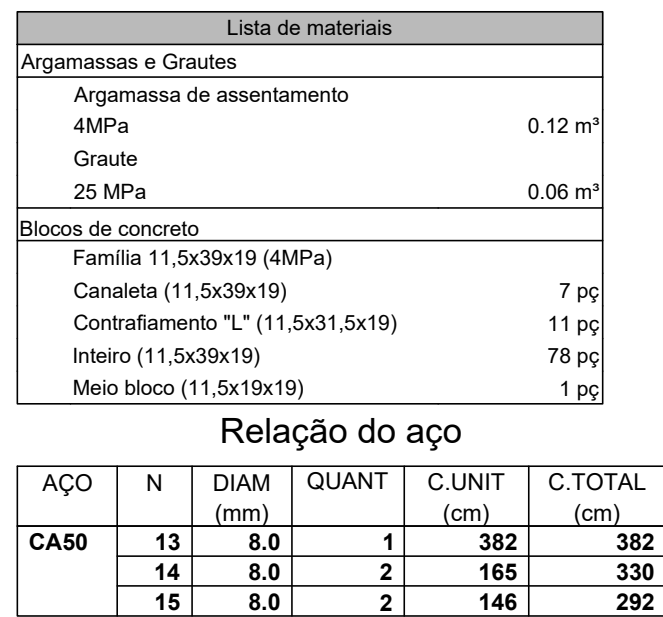 Lista de materiais
Argamassas e Grautes
Argamassa de assentamento
4MPa 0.12 m³
Graute
25 MPa 0.06 m³
Blocos de concreto
Família 11,5x39x19 (4MPa)
Canaleta (11,5x39x19) 7 pç
Contrafiamento "L" (11,5x31,5x19) 11 pç
Inteiro (11,5x39x19) 78 pç
Meio bloco (11,5x19x19) 1 pç
Relação do aço
AÇO N DIAM QUANT C.UNIT C.TOTAL
(mm) (cm) (cm)
CA50 13 8.0 1 382 382
14 8.0 2 165 330
15 8.0 2 146 292